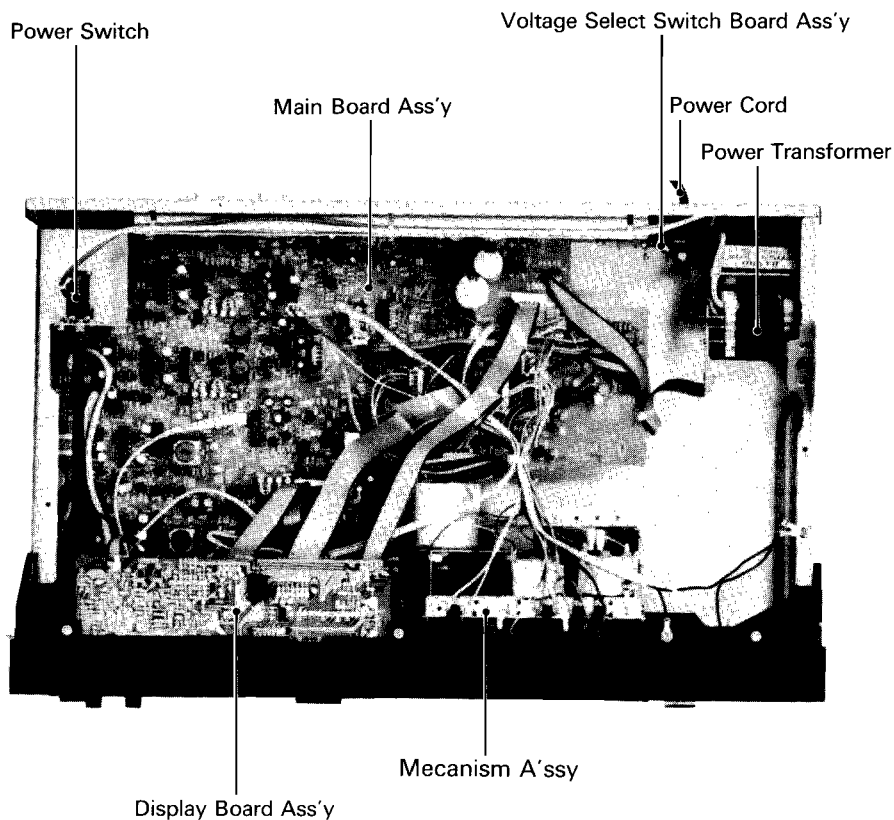 Power Switch
Voltage Select Switch Board Ass'y
Main Board Ass'y
Power Cord
Power Transformer
Mecanism A'ssy
Display Board Ass'y